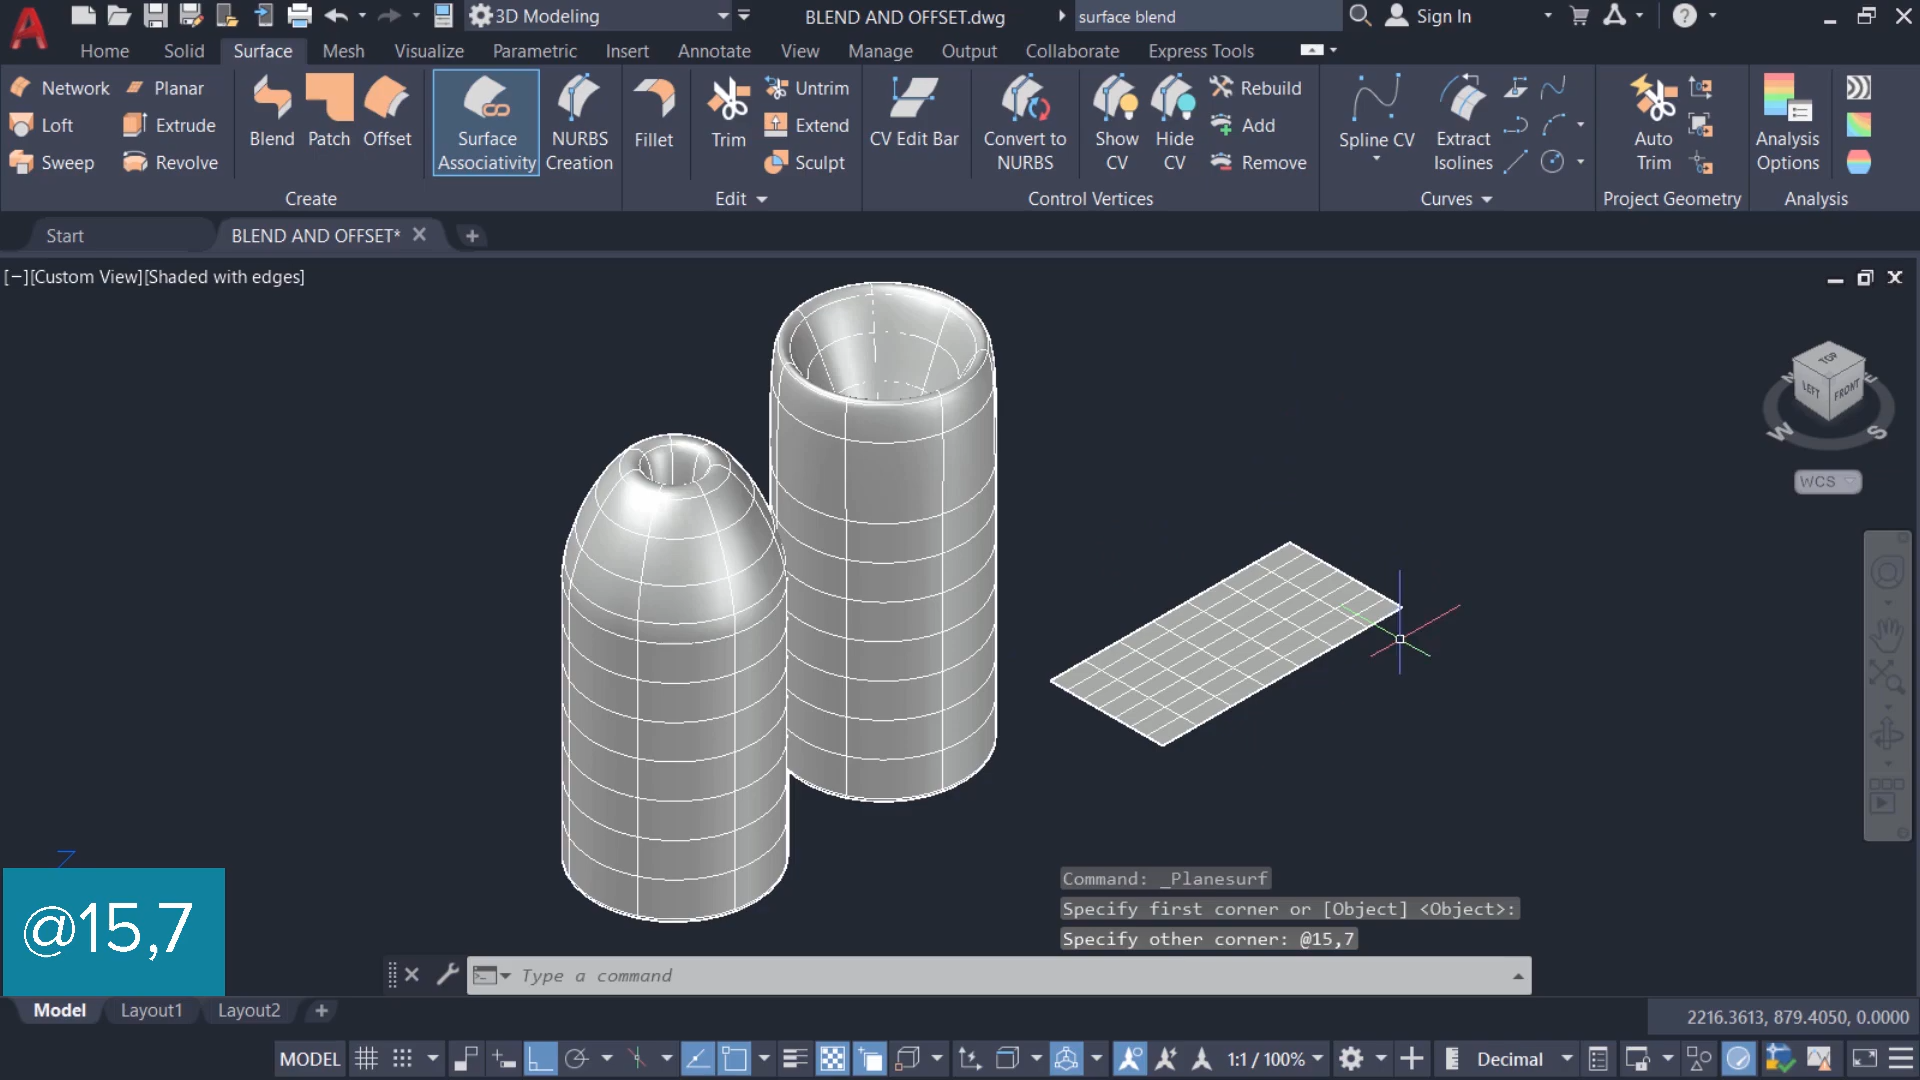 3D Modeling
BLEND AND OFFSET.dwg
surface blend
Sign In
Home Solid Surface Mesh Visualize Parametric Insert Annotate View Manage Output Collaborate Express Tools
Network Planar
Loft Extrude
Sweep Revolve
Blend Patch Offset
Surface Associativity
NURBS Creation
Fillet
Trim
Untrim
Extend
Sculpt
CV Edit Bar
Convert to NURBS
Show CV
Hide CV
Rebuild
Add
Remove
Spline CV
Extract Isolines
Auto Trim
Analysis Options
Create
Edit
Control Vertices
Curves
Project Geometry
Analysis
Start
BLEND AND OFFSET*
[−][Custom View][Shaded with edges]
TOP
LEFT
FRONT
N
E
W
S
WCS
Z
@15,7
Command: _Planesurf
Specify first corner or [Object] <Object>:
Specify other corner: @15,7
Type a command
Model Layout1 Layout2
2216.3613, 879.4050, 0.0000
MODEL
1:1 / 100%
Decimal